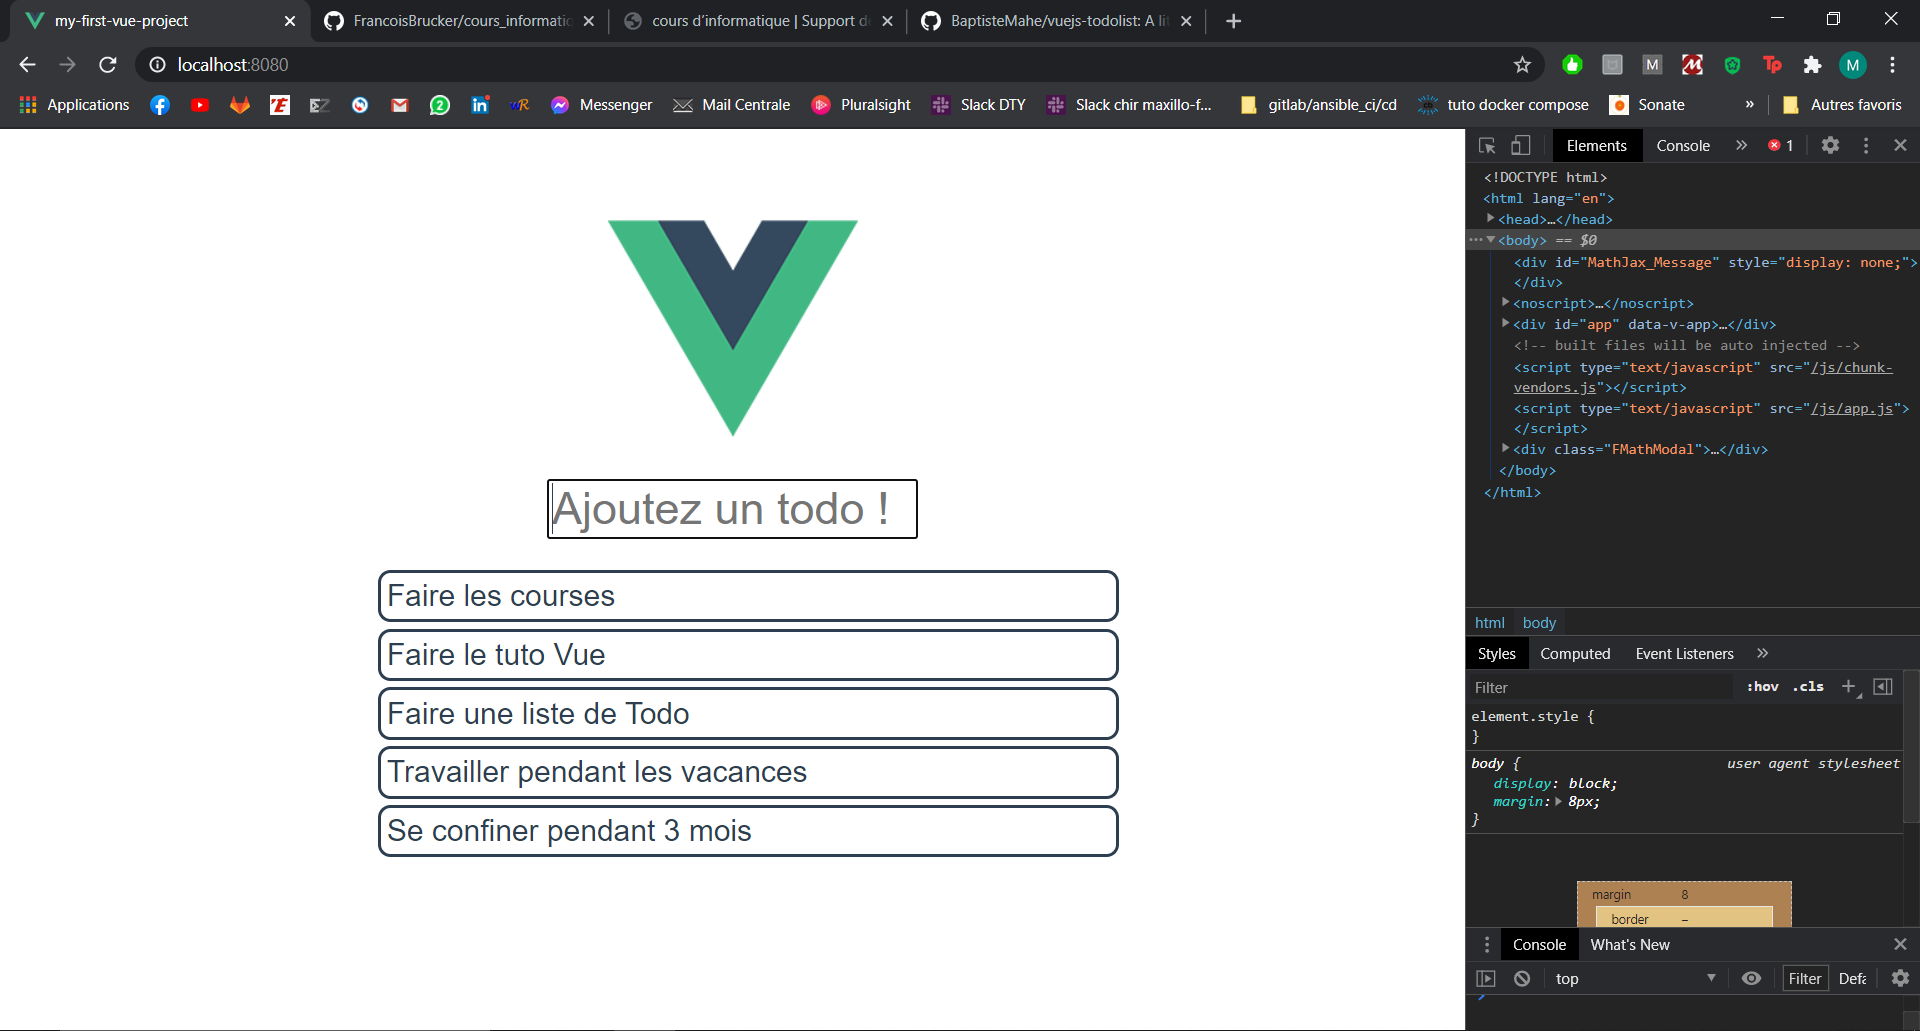 my-first-vue-project
FrancoisBrucker/cours_informatic
cours d'informatique | Support de
BaptisteMahe/vuejs-todolist: A lit
localhost:8080
M
M
Applications
Messenger
Mail Centrale
Pluralsight
Slack DTY
Slack chir maxillo-f...
gitlab/ansible_ci/cd
tuto docker compose
Sonate
»
Autres favoris
Ajoutez un todo !
Faire les courses
Faire le tuto Vue
Faire une liste de Todo
Travailler pendant les vacances
Se confiner pendant 3 mois
Elements
Console
»
1
<!DOCTYPE html>
<html lang="en">
<head>…</head>
<body> == $0
<div id="MathJax_Message" style="display: none;">
</div>
<noscript>…</noscript>
<div id="app" data-v-app>…</div>
<!-- built files will be auto injected -->
<script type="text/javascript" src="/js/chunk-
vendors.js"></script>
<script type="text/javascript" src="/js/app.js">
</script>
<div class="FMathModal">…</div>
</body>
</html>
html body
Styles
Computed
Event Listeners
»
Filter
:hov .cls +
element.style {
}
body {
user agent stylesheet
display: block;
margin: 8px;
}
margin 8
border –
Console
What's New
top
Filter
Defa